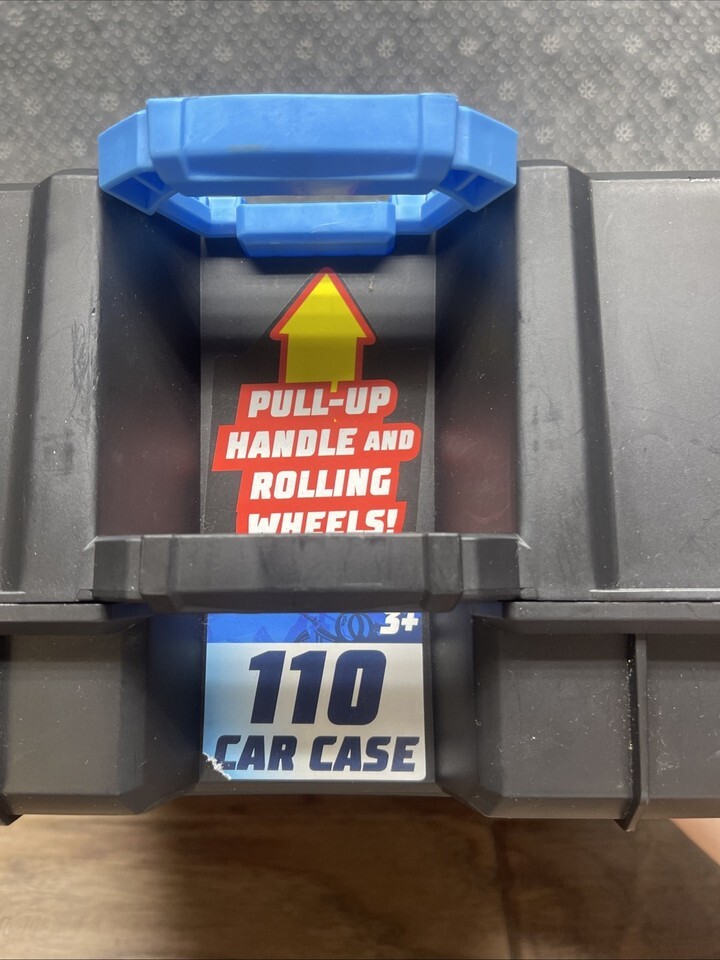 PULL-UP
HANDLE AND
ROLLING
WHEELS!
3+
110
CAR CASE